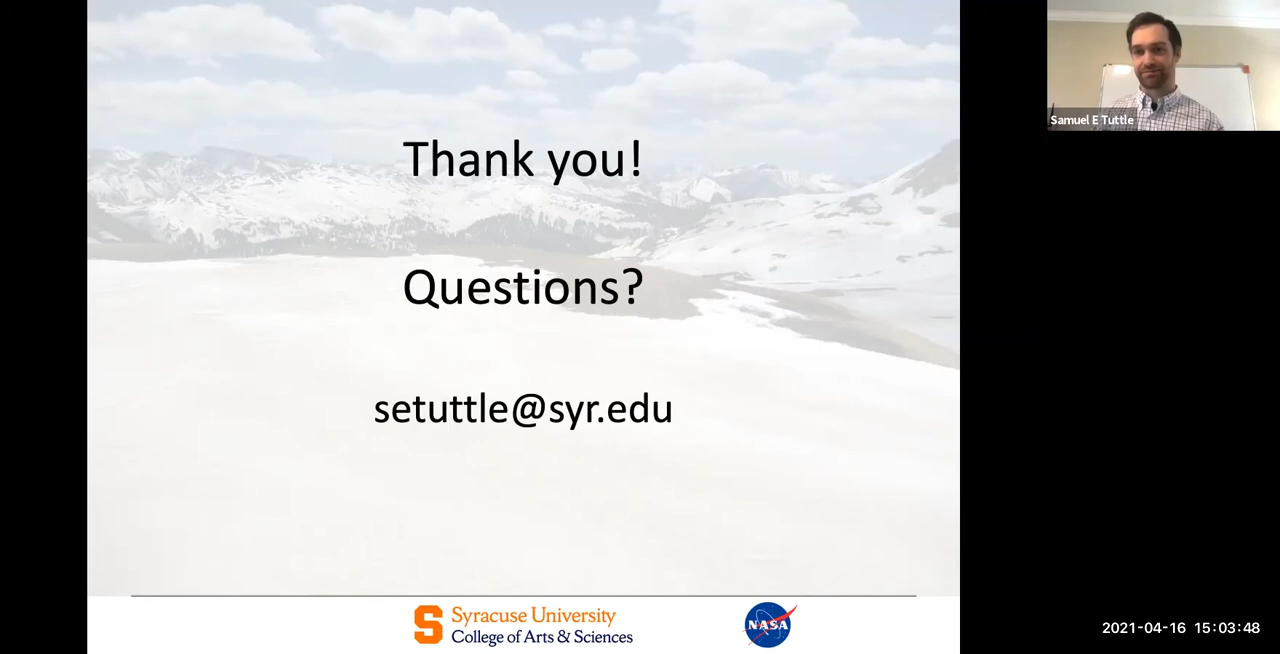 Thank you!
Samuel E Tuttle
Questions?
setuttle@syr.edu
S Syracuse University
College of Arts & Sciences
NASA
2021-04-16 15:03:48